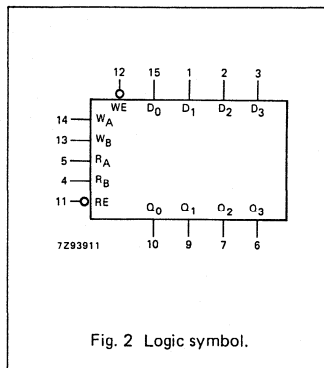 12 15 1 2 3
WE D0 D1 D2 D3
14 WA
13 WB
5 RA
4 RB
11 RE
Q0 Q1 Q2 Q3
7Z93911
10 9 7 6
Fig. 2 Logic symbol.